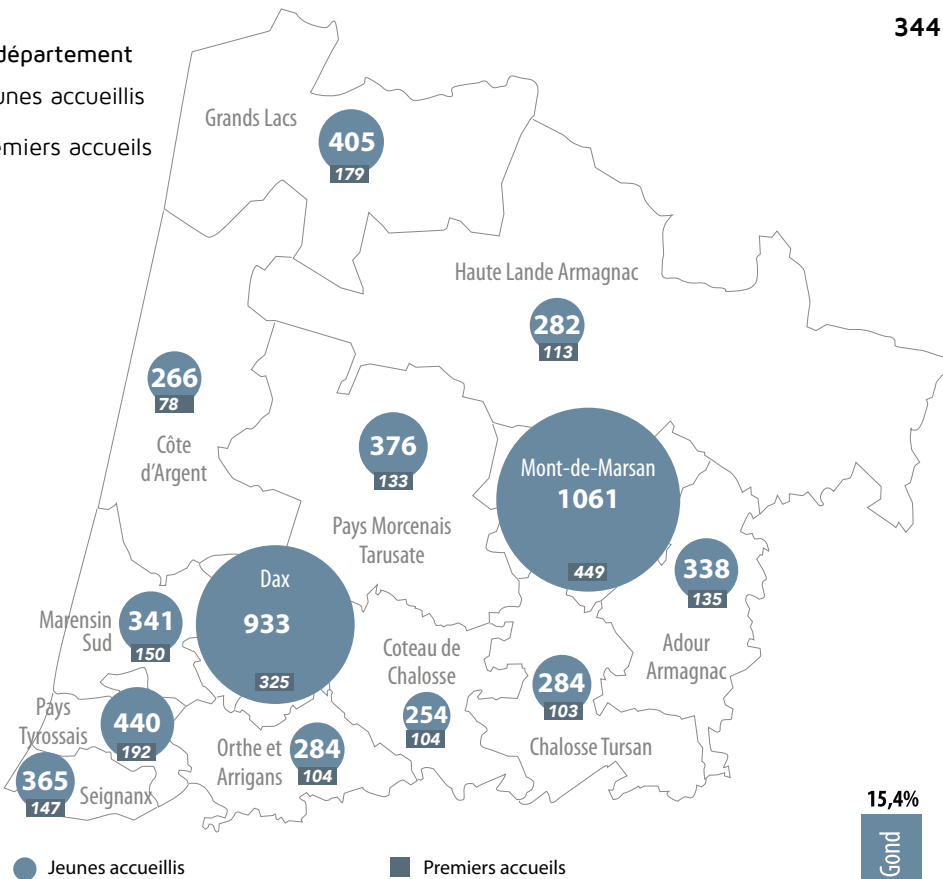 344
département
unes accueillis
emiers accueils
Grands Lacs
405
179
Haute Lande Armagnac
282
113
266
78
Côte
d'Argent
376
133
Pays Morcenais
Tarusate
Mont-de-Marsan
1061
449
338
135
Adour
Armagnac
Dax
933
325
Marensin
Sud
341
150
Coteau de
Chalosse
254
104
284
103
Chalosse Tursan
Pays
Tyrossais
440
192
Orthe et
Arrigans
284
104
365
147
Seignanx
15,4%
Gond
Jeunes accueillis
Premiers accueils